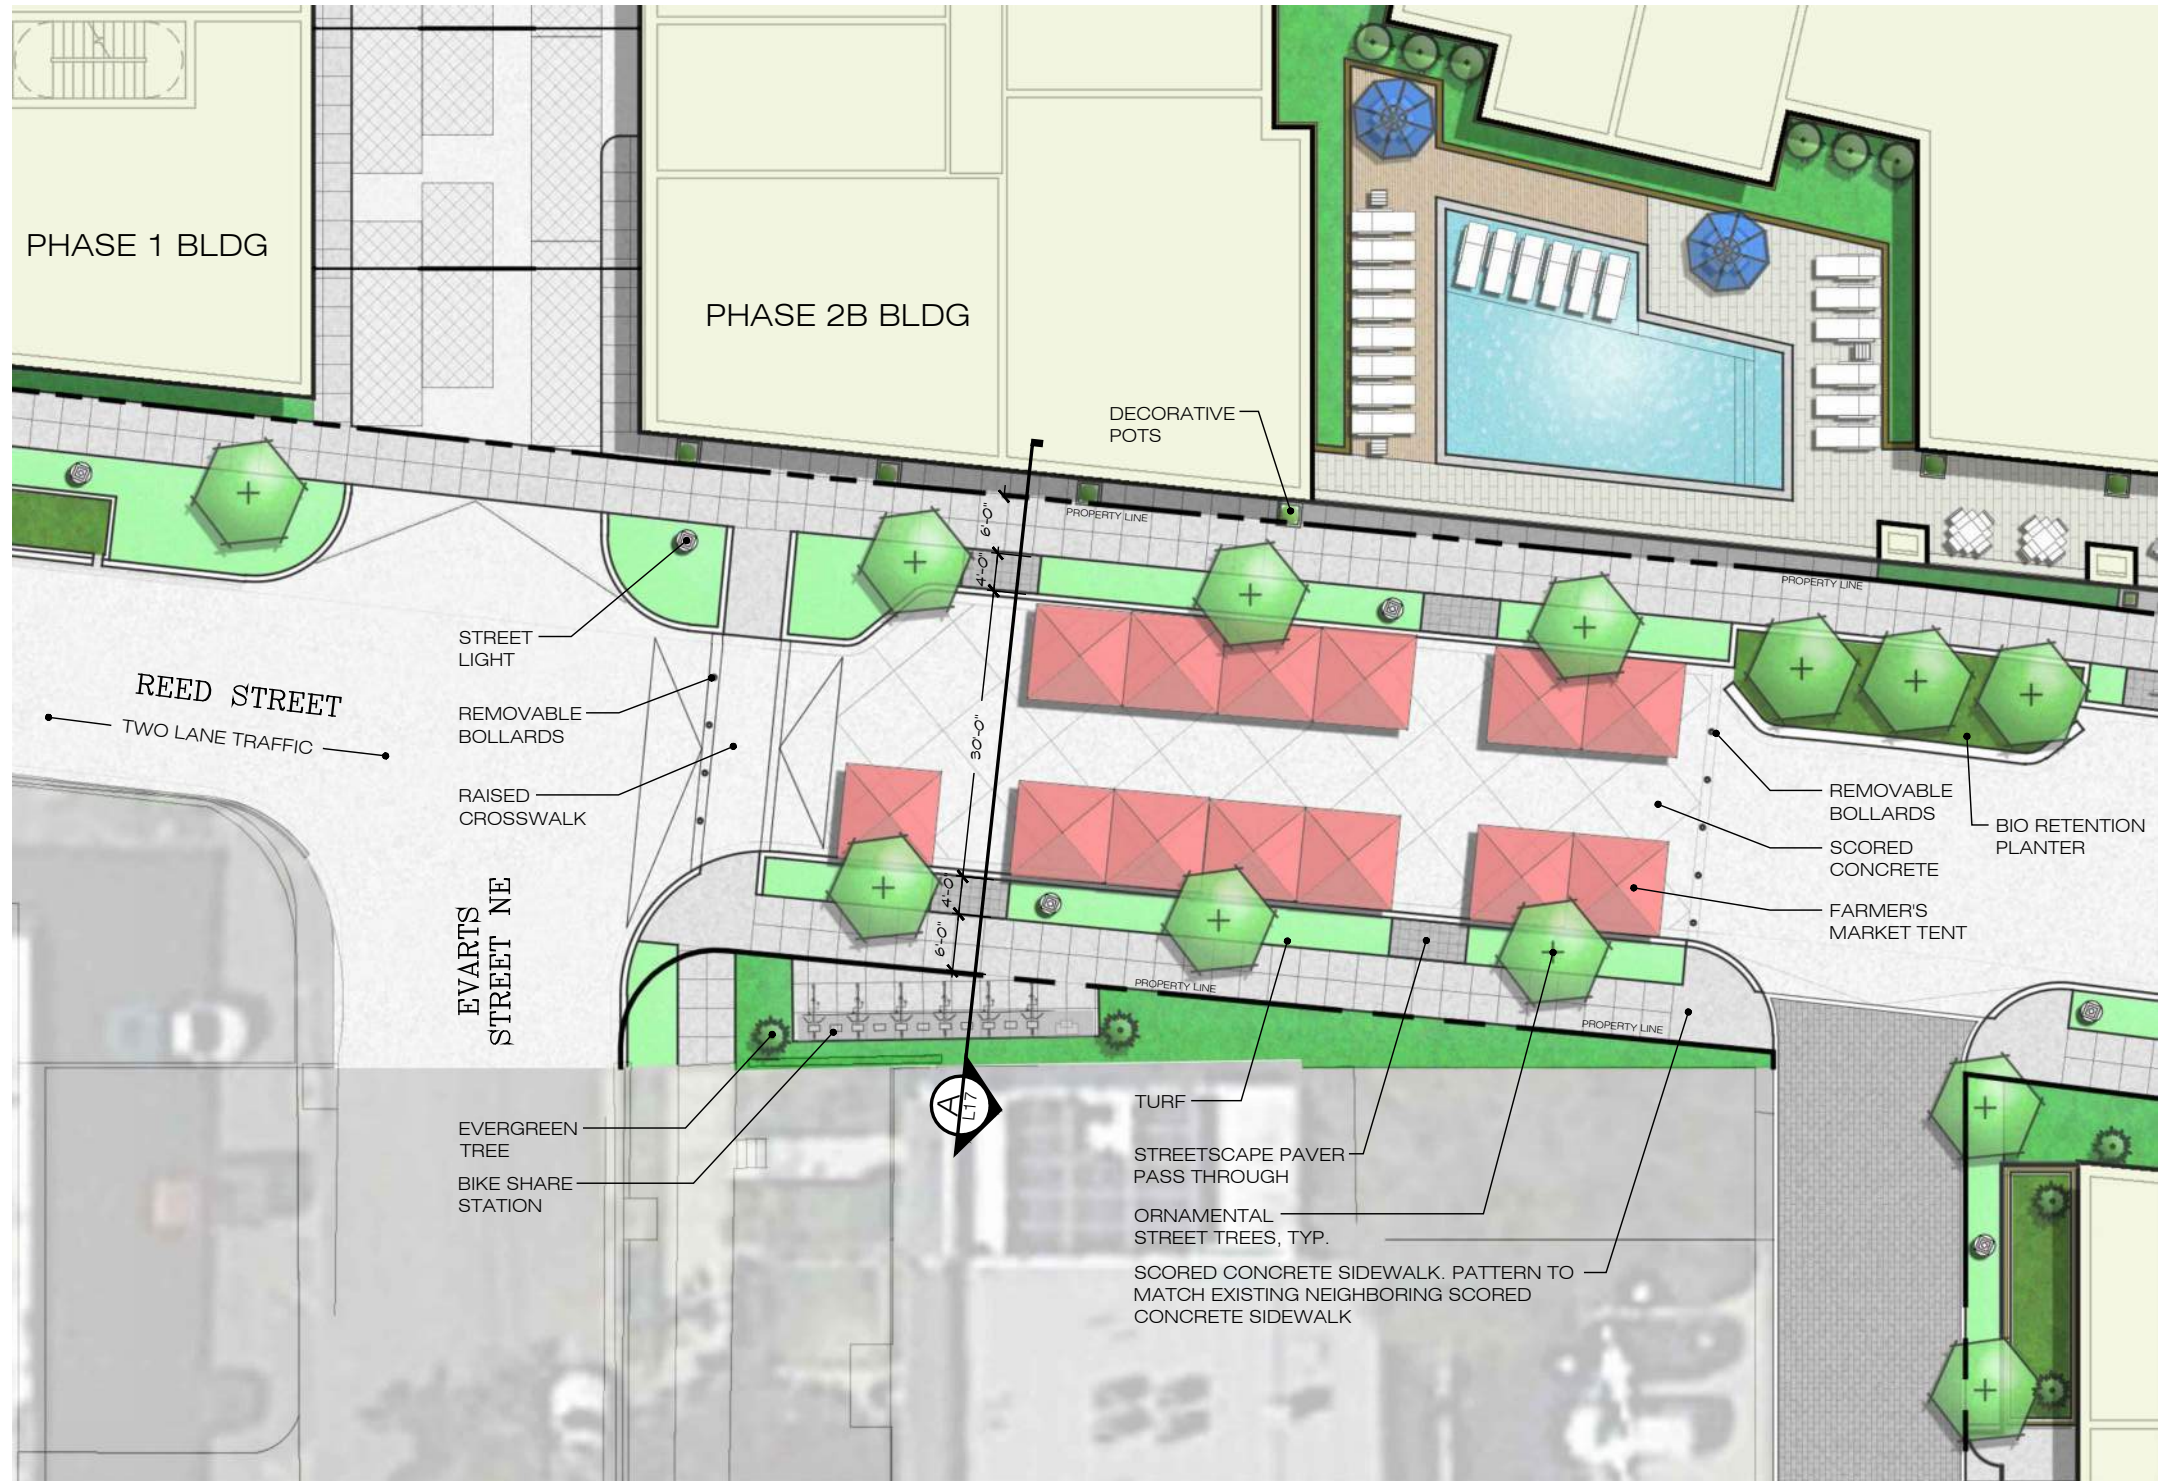 PHASE 1 BLDG
PHASE 2B BLDG
DECORATIVE
POTS
6'-0"
PROPERTY LINE
4'-0"
PROPERTY LINE
STREET
LIGHT
REED STREET
TWO LANE TRAFFIC
REMOVABLE
BOLLARDS
30'-0"
RAISED
CROSSWALK
REMOVABLE
BOLLARDS
BIO RETENTION
PLANTER
SCORED
CONCRETE
FARMER'S
MARKET TENT
EVARTS
STREET NE
4'-0"
6'-0"
PROPERTY LINE
PROPERTY LINE
A
L17
EVERGREEN
TREE
BIKE SHARE
STATION
TURF
STREETSCAPE PAVER
PASS THROUGH
ORNAMENTAL
STREET TREES, TYP.
SCORED CONCRETE SIDEWALK. PATTERN TO
MATCH EXISTING NEIGHBORING SCORED
CONCRETE SIDEWALK